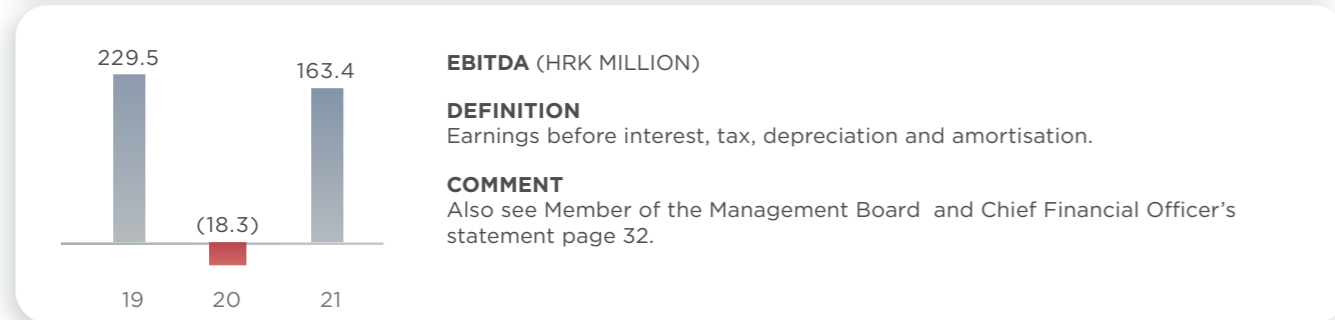 229.5
163.4
(18.3)
19 20 21
EBITDA (HRK MILLION)
DEFINITION
Earnings before interest, tax, depreciation and amortisation.
COMMENT
Also see Member of the Management Board and Chief Financial Officer's
statement page 32.